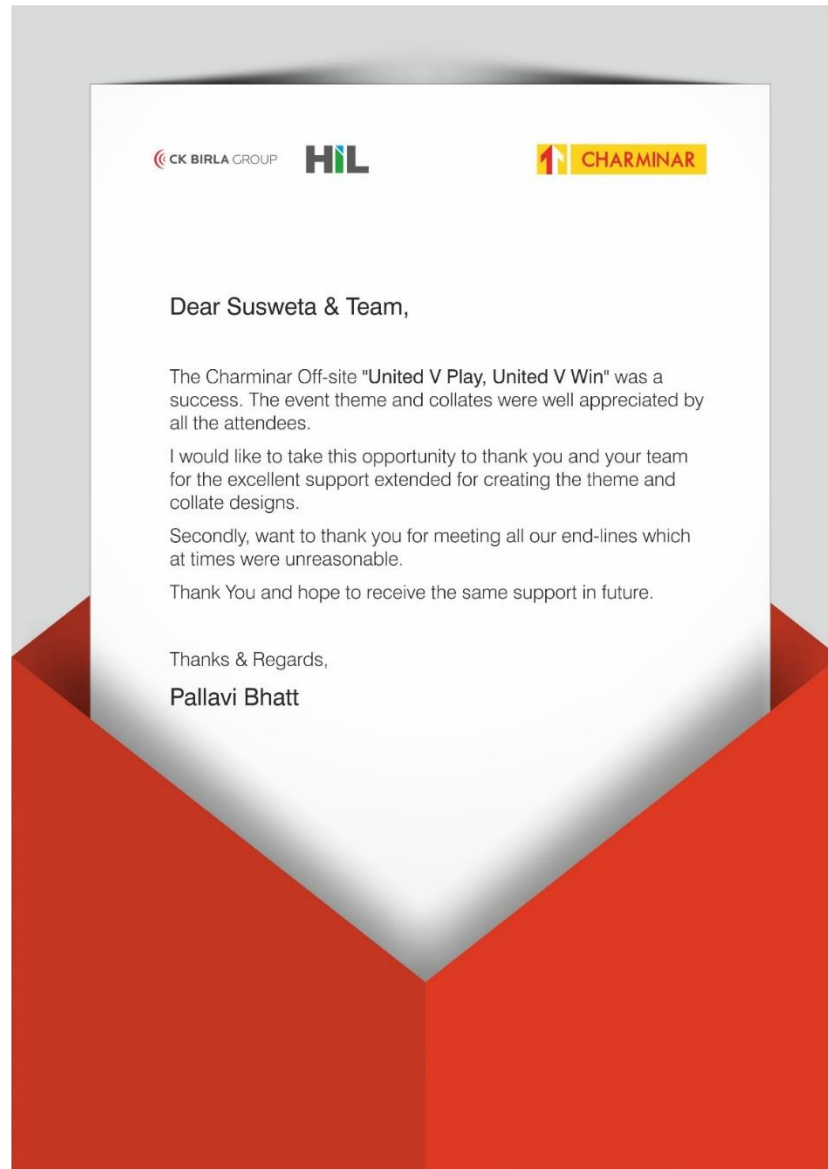 CK BIRLA GROUP HIL CHARMINAR
Dear Susweta & Team,
The Charminar Off-site "United V Play, United V Win" was a
success. The event theme and collates were well appreciated by
all the attendees.
I would like to take this opportunity to thank you and your team
for the excellent support extended for creating the theme and
collate designs.
Secondly, want to thank you for meeting all our end-lines which
at times were unreasonable.
Thank You and hope to receive the same support in future.
Thanks & Regards,
Pallavi Bhatt